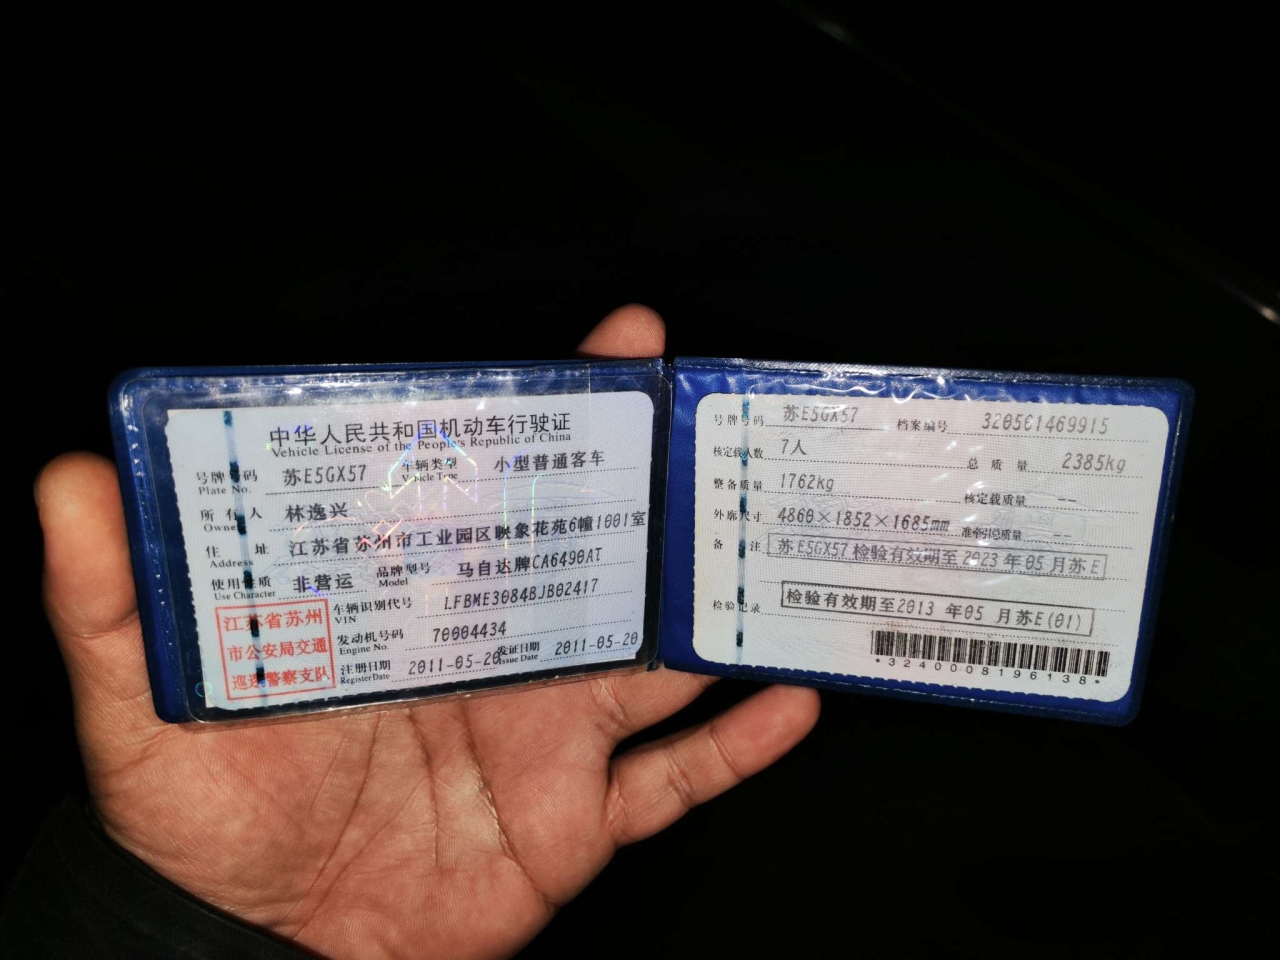 中华人民共和国机动车行驶证
Vehicle License of the People's Republic of China
号牌号码 苏E5GX57 车辆类型 小型普通客车
Plate No. Vehicle Type
所有人 林逸兴
Owner
住址 江苏省苏州市工业园区映象花苑6幢1001室
Address
使用性质 非营运 品牌型号 马自达牌CA6490AT
Use Character Model
江苏省苏州
市公安局交通
巡逻警察支队
车辆识别代号 LFBME3084BJB02417
VIN
发动机号码 70004434
Engine No.
注册日期 2011-05-20 发证日期 2011-05-20
Register Date Issue Date
号牌号码 苏E5GX57 档案编号 320561469915
核定载人数 7人 总质量 2385kg
整备质量 1762kg 核定载质量 --
外廓尺寸 4860×1852×1685mm 准牵引总质量 --
备注 苏E5GX57检验有效期至2023年05月苏E
检验记录 检验有效期至2013年05月苏E(01)
*3240008196138*